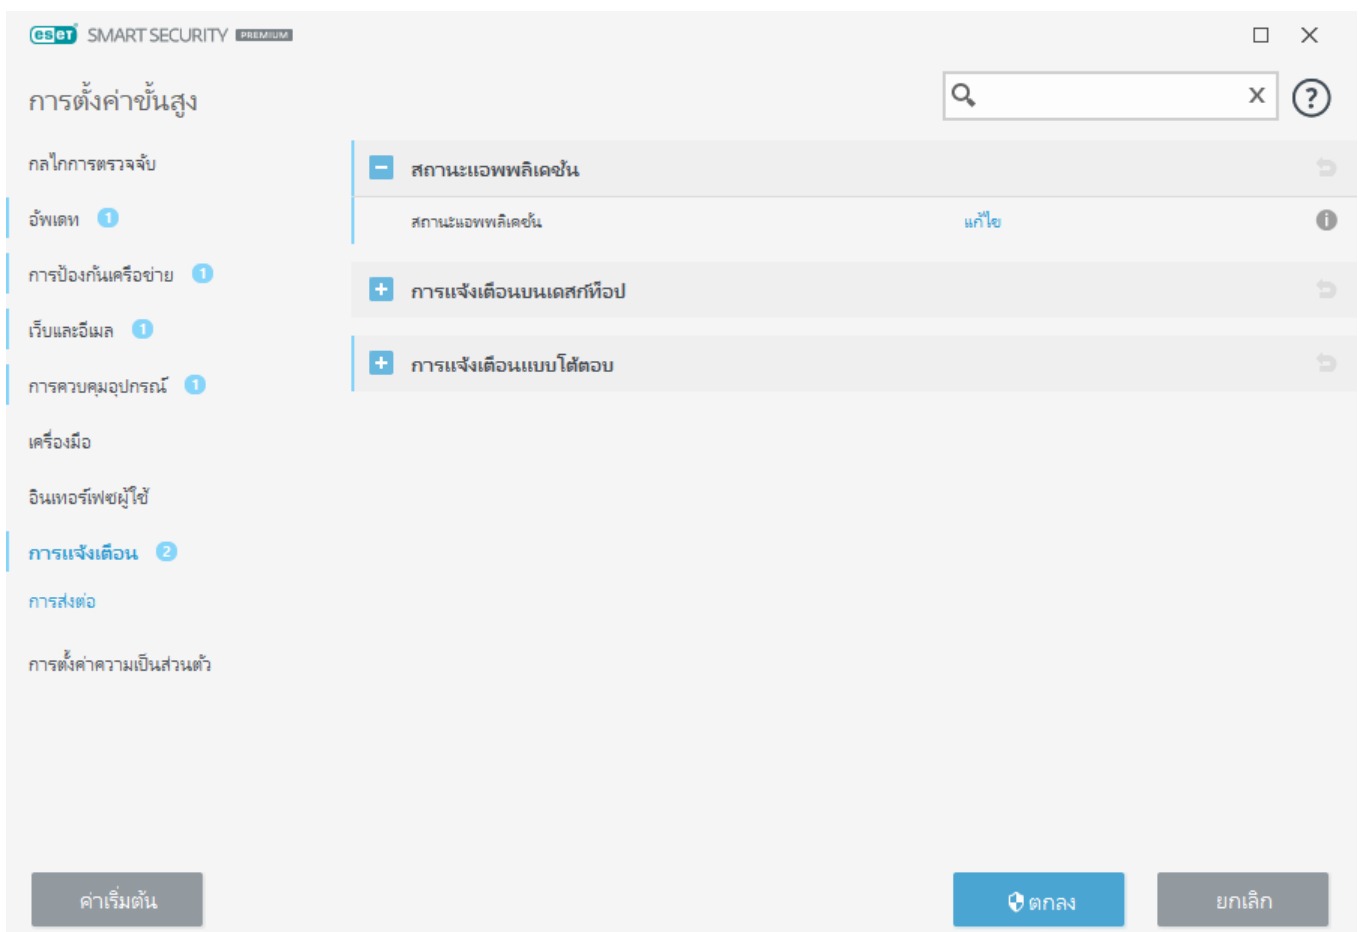 eset SMART SECURITY PREMIUM
การตั้งค่าขั้นสูง
X
?
กลไกการตรวจจับ
อัพเดท 1
การป้องกันเครือข่าย 1
เว็บและอีเมล 1
การควบคุมอุปกรณ์ 1
เครื่องมือ
อินเทอร์เฟซผู้ใช้
การแจ้งเตือน 2
การส่งต่อ
การตั้งค่าความเป็นส่วนตัว
สถานะแอพพลิเคชัน
สถานะแอพพลิเคชัน แก้ไข
การแจ้งเตือนบนเดสก์ท็อป
การแจ้งเตือนแบบโต้ตอบ
ค่าเริ่มต้น
ตกลง
ยกเลิก